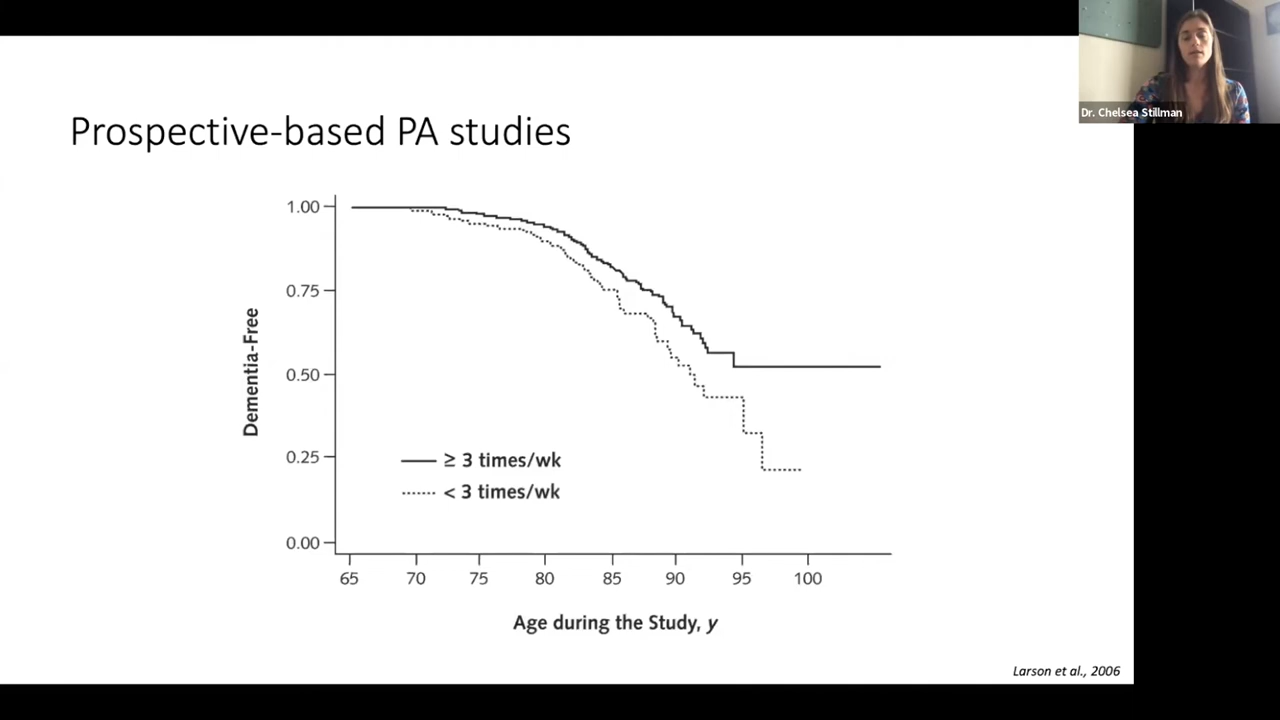 Dr. Chelsea Stillman
Prospective-based PA studies
1.00
0.75
0.50
0.25
0.00
Dementia-Free
≥ 3 times/wk
< 3 times/wk
65 70 75 80 85 90 95 100
Age during the Study, y
Larson et al., 2006